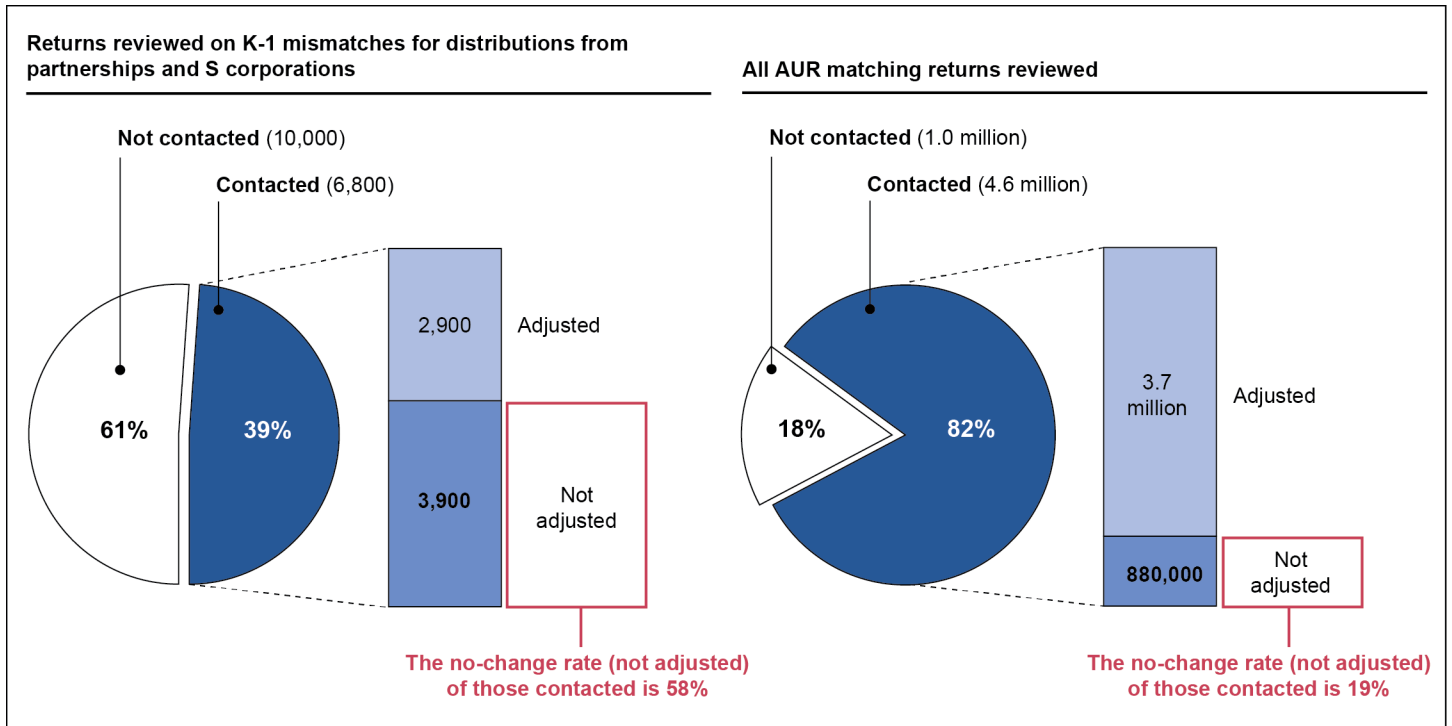 Returns reviewed on K-1 mismatches for distributions from
partnerships and S corporations
Not contacted (10,000)
Contacted (6,800)
61%
39%
2,900
Adjusted
3,900
Not
adjusted
The no-change rate (not adjusted)
of those contacted is 58%
All AUR matching returns reviewed
Not contacted (1.0 million)
Contacted (4.6 million)
18%
82%
3.7
million
Adjusted
880,000
Not
adjusted
The no-change rate (not adjusted)
of those contacted is 19%